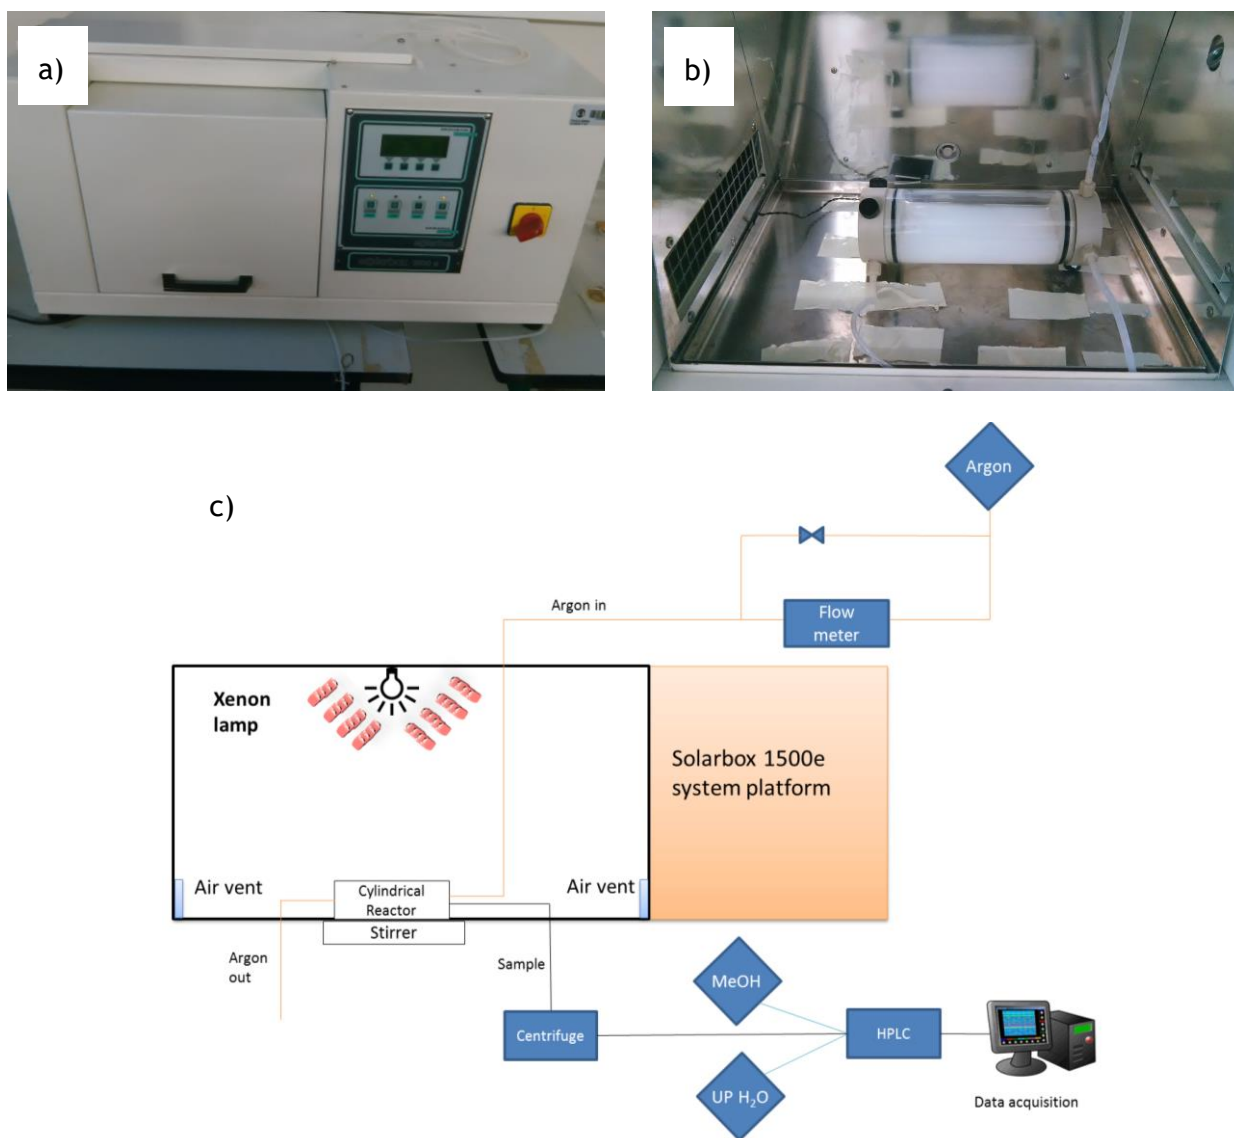 a)
b)
c)
Argon
Argon in
Flow
meter
Xenon
lamp
Solarbox 1500e
system platform
Air vent
Air vent
Cylindrical
Reactor
Stirrer
Argon
out
Sample
MeOH
Centrifuge
HPLC
UP H₂O
Data acquisition